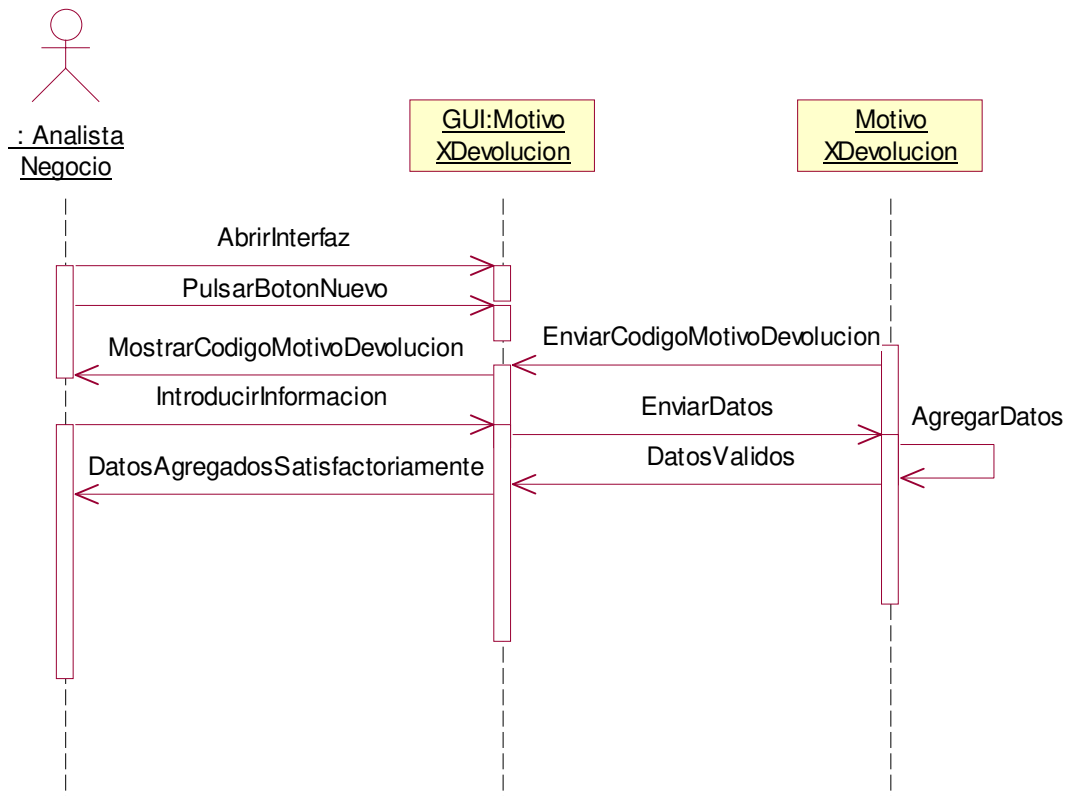 : Analista
Negocio
GUI:Motivo
XDevolucion
Motivo
XDevolucion
AbrirInterfaz
PulsarBotonNuevo
EnviarCodigoMotivoDevolucion
MostrarCodigoMotivoDevolucion
IntroducirInformacion
EnviarDatos
AgregarDatos
DatosValidos
DatosAgregadosSatisfactoriamente